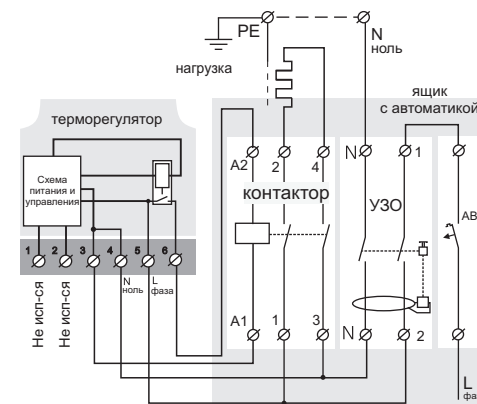 PE
N
ноль
нагрузка
ящик
с автоматикой
терморегулятор
Схема
питания и
управления
A2
2
4
N
1
контактор
УЗО
АВ
1
2
3
4
5
6
N
ноль
L
фаза
Не исп-ся
Не исп-ся
A1
1
3
N
2
L
фа